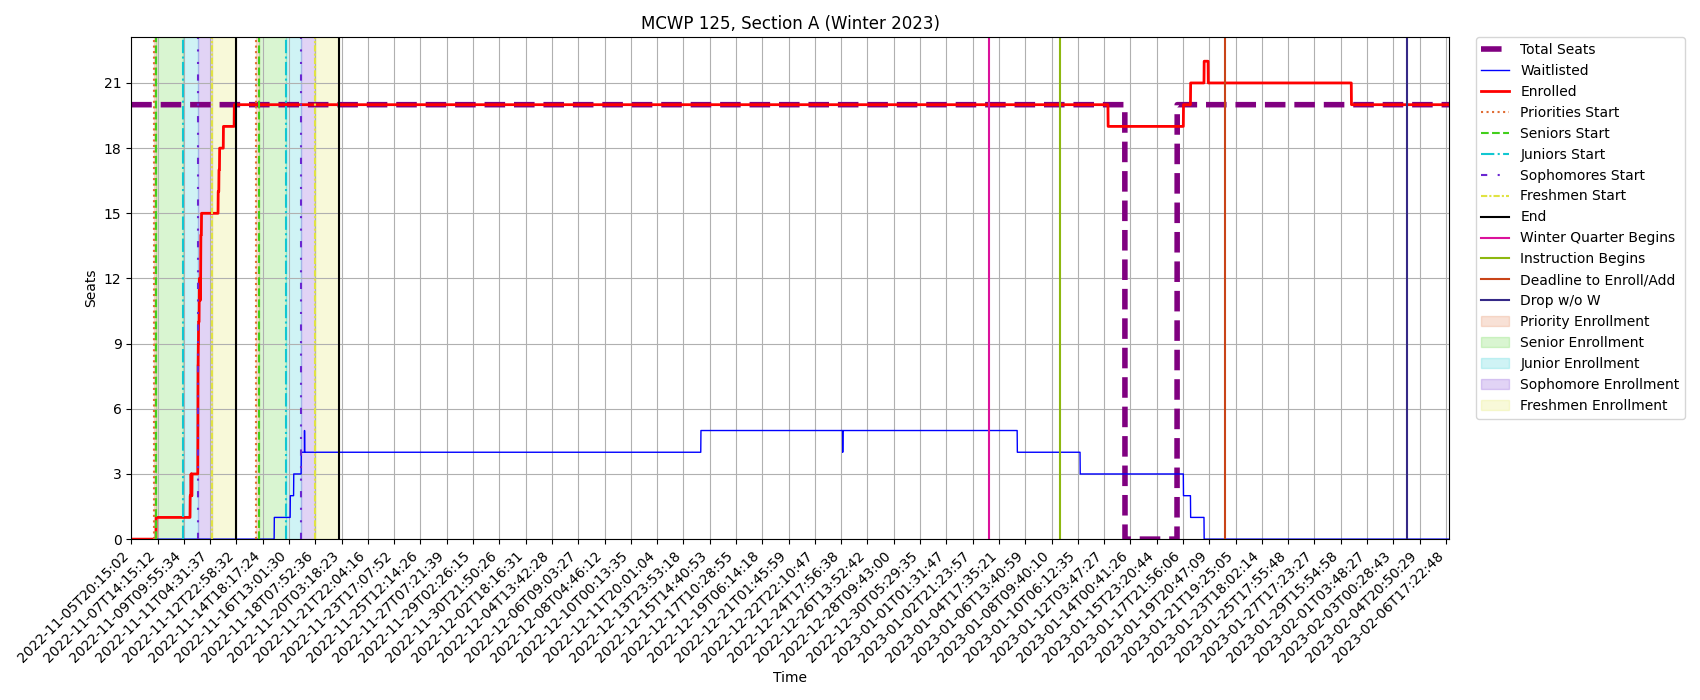 MCWP 125, Section A (Winter 2023)
Seats
21
18
15
12
9
6
3
0
2022-11-05T20:15:02
2022-11-07T14:15:12
2022-11-09T09:55:34
2022-11-11T04:31:37
2022-11-12T22:58:32
2022-11-14T18:17:24
2022-11-16T13:01:30
2022-11-18T07:52:36
2022-11-20T03:18:23
2022-11-21T22:04:16
2022-11-23T17:07:52
2022-11-25T12:14:26
2022-11-27T07:21:39
2022-11-29T02:26:15
2022-11-30T21:50:26
2022-12-02T18:16:31
2022-12-04T13:42:28
2022-12-06T09:03:27
2022-12-08T04:46:12
2022-12-10T00:13:35
2022-12-11T20:01:04
2022-12-13T23:53:18
2022-12-15T14:40:53
2022-12-17T10:28:55
2022-12-19T06:14:18
2022-12-21T01:45:59
2022-12-22T22:10:47
2022-12-24T17:56:38
2022-12-26T13:52:42
2022-12-28T09:43:00
2022-12-30T05:29:35
2023-01-01T01:31:47
2023-01-02T21:23:57
2023-01-04T17:35:21
2023-01-06T13:40:59
2023-01-08T09:40:10
2023-01-10T06:12:35
2023-01-12T03:47:27
2023-01-14T00:41:26
2023-01-15T23:20:44
2023-01-17T21:56:06
2023-01-19T20:47:09
2023-01-21T19:25:05
2023-01-23T18:02:14
2023-01-25T17:55:48
2023-01-27T17:23:27
2023-01-29T15:54:58
2023-02-01T03:48:27
2023-02-03T00:28:43
2023-02-04T20:50:29
2023-02-06T17:22:48
Time
Total Seats
Waitlisted
Enrolled
Priorities Start
Seniors Start
Juniors Start
Sophomores Start
Freshmen Start
End
Winter Quarter Begins
Instruction Begins
Deadline to Enroll/Add
Drop w/o W
Priority Enrollment
Senior Enrollment
Junior Enrollment
Sophomore Enrollment
Freshmen Enrollment